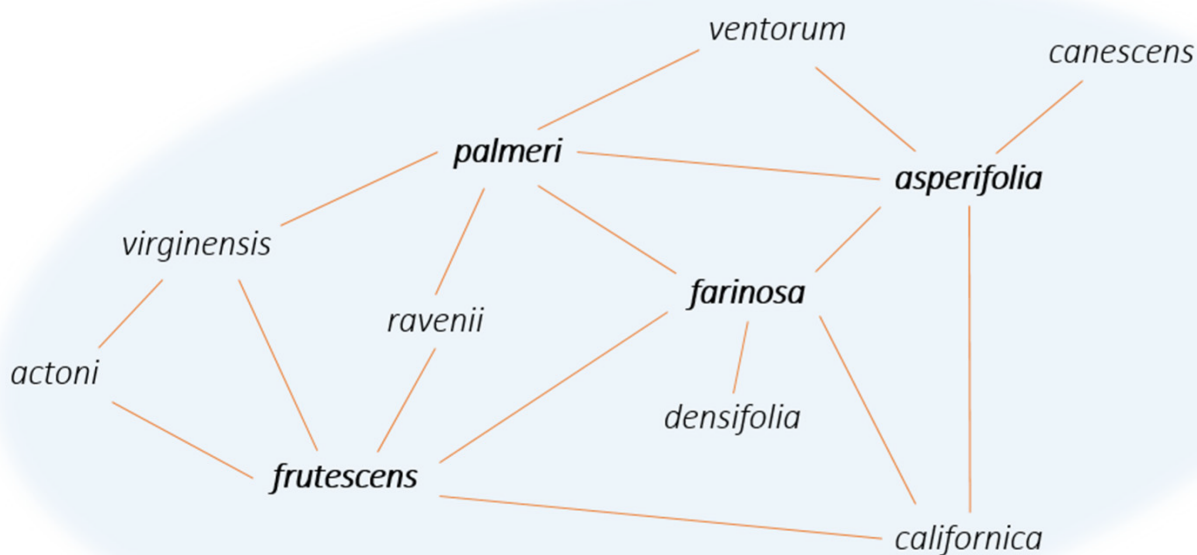 ventorum
canescens
palmeri
asperifolia
virginensis
farinosa
ravenii
actoni
densifolia
frutescens
californica